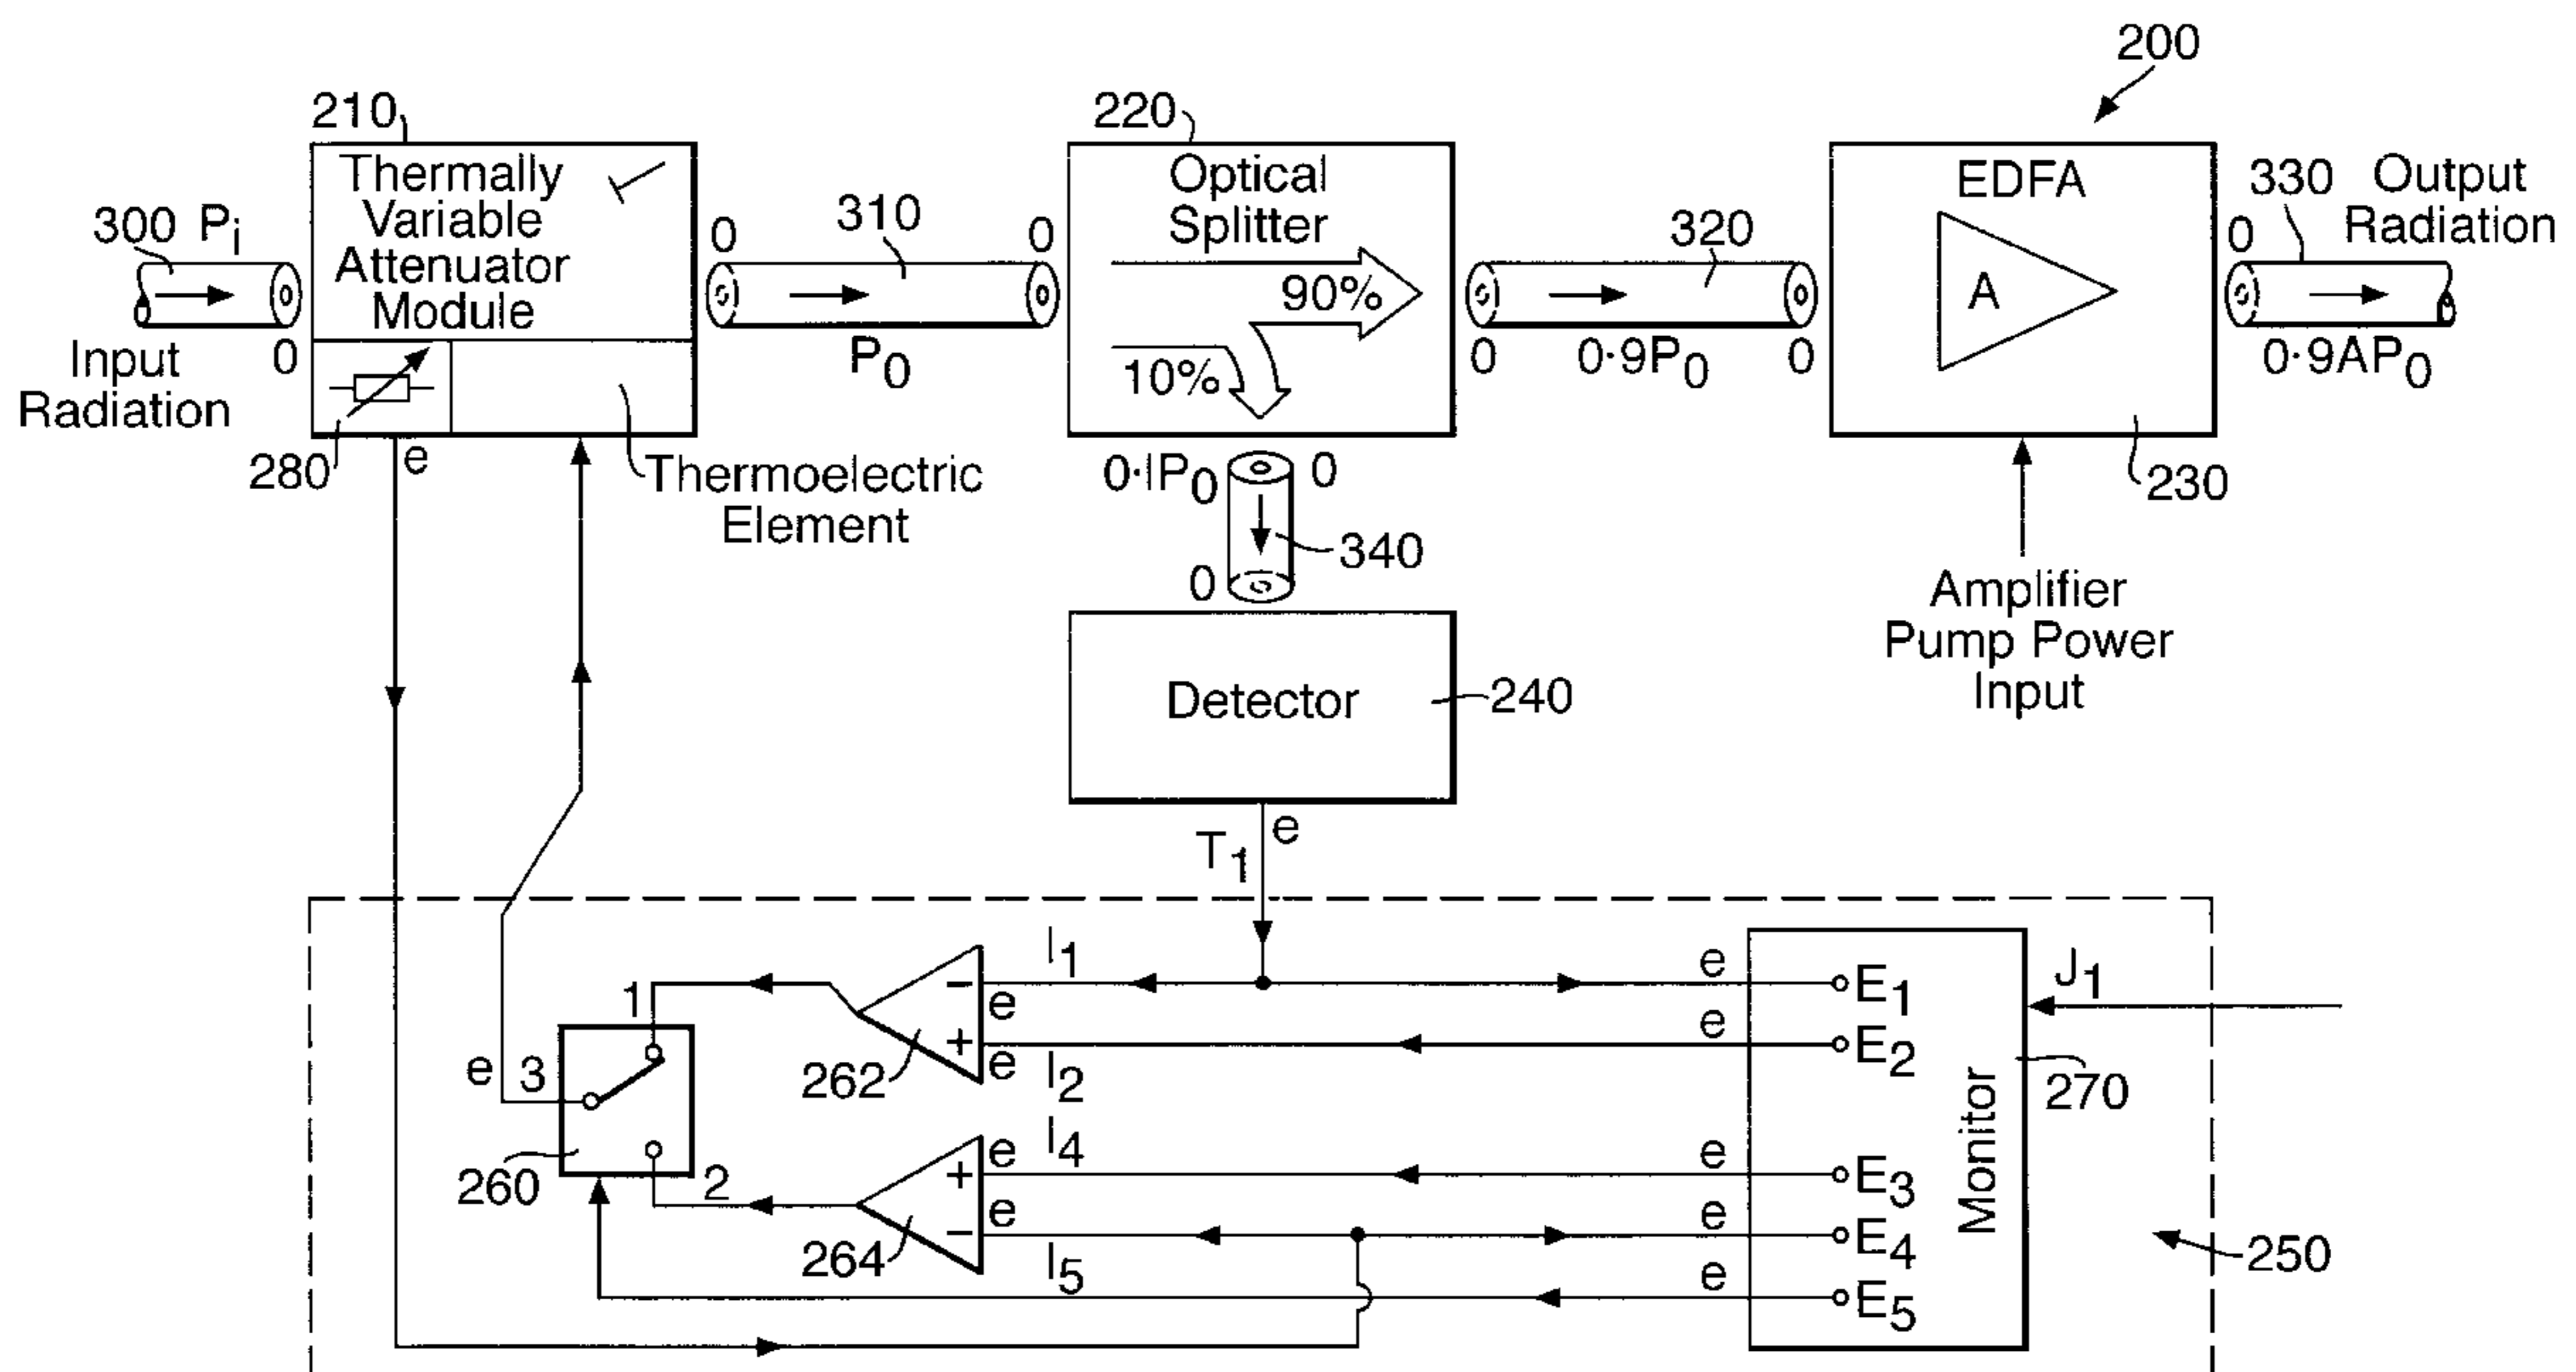 200
210
220
Thermally
Variable
Attenuator
Module
Optical
Splitter
EDFA
A
330
Output
Radiation
300
Pi
0
310
0
90%
10%
320
0
Input
Radiation
0
P0
0
0·9P0
0
0·9AP0
280
e
Thermoelectric
Element
0·1P0
0
340
0
230
Amplifier
Pump Power
Input
Detector
240
T1
e
I1
e
E1
J1
1
-
e
e
E2
+
e
I2
262
270
e
3
Monitor
I4
e
e
E3
+
260
2
e
e
E4
-
264
I5
e
E5
250